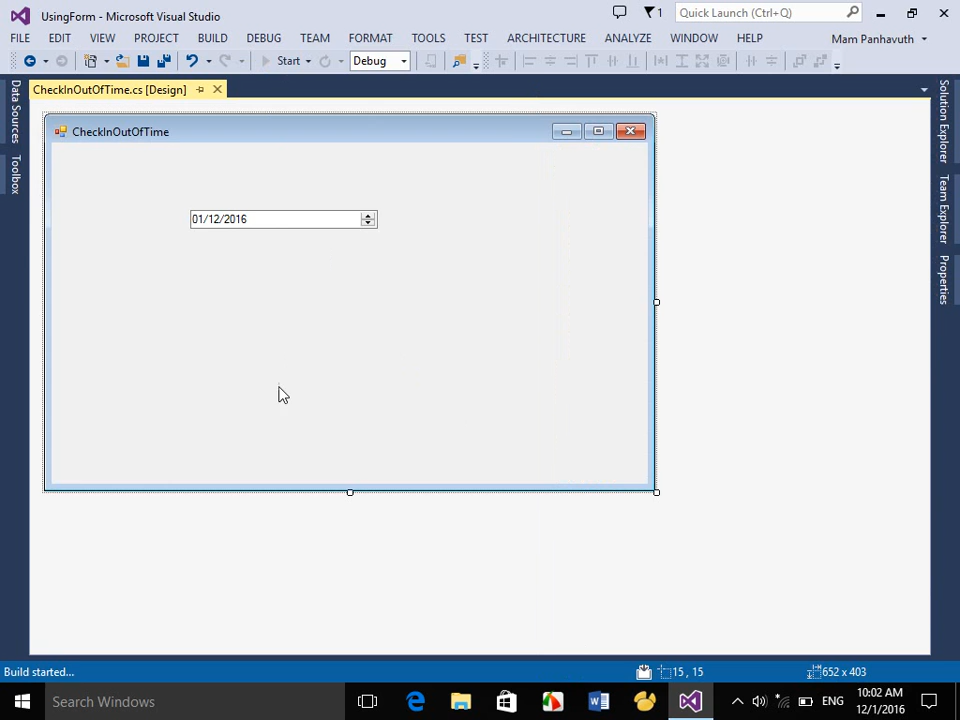 UsingForm - Microsoft Visual Studio
1
Quick Launch (Ctrl+Q)
FILE EDIT VIEW PROJECT BUILD DEBUG TEAM FORMAT TOOLS TEST ARCHITECTURE ANALYZE WINDOW HELP
Mam Panhavuth
Start
Debug
CheckInOutOfTime.cs [Design]
Data Sources
Toolbox
CheckInOutOfTime
01/12/2016
Solution Explorer
Team Explorer
Properties
Build started...
15 , 15
652 x 403
Search Windows
ENG
10:02 AM
12/1/2016